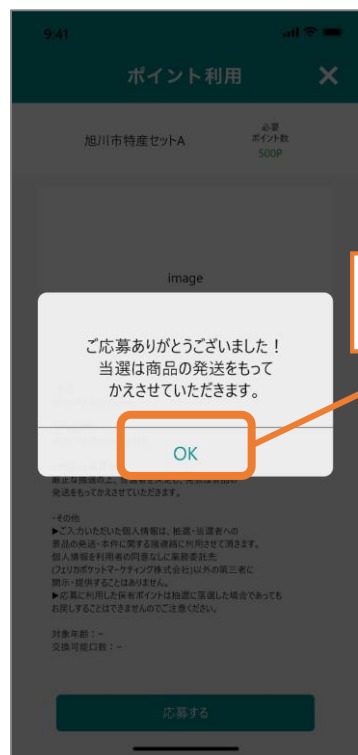 9:41
ポイント利用
旭川市特産セットA
必要
ポイント数
500P
image
ご応募ありがとうございました！
当選は商品の発送をもって
かえさせていただきます。
OK
発送をもってかえさせていただきます。
・その他
▶ご入力いただいた個人情報は、抽選・当選者への
景品の発送・本件に関する諸連絡に利用させて頂きます。
個人情報を利用者の同意なしに業務委託先
(フェリカポケットマーケティング株式会社)以外の第三者に
開示・提供することはありません。
▶応募に利用した保有ポイントは抽選に落選した場合であっても
お戻しすることはできませんのでご注意ください。
対象年齢：－
交換可能口数：－
応募する